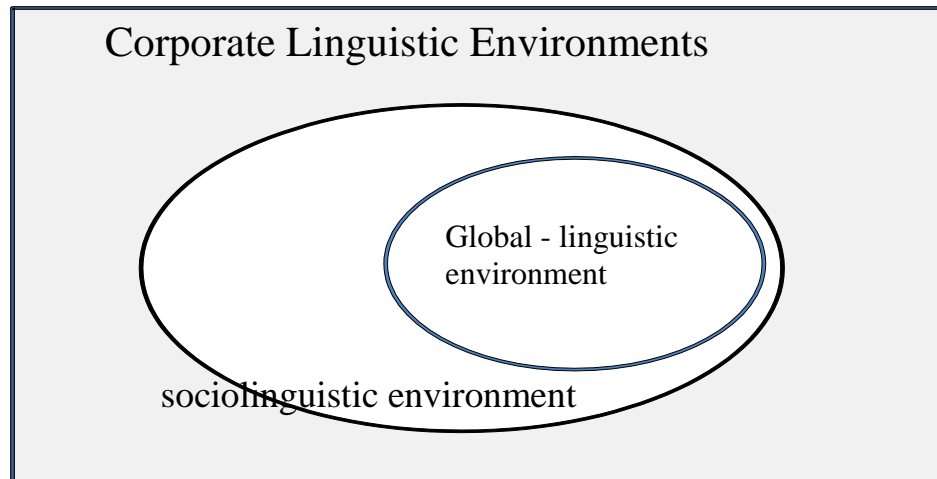 Corporate Linguistic Environments
Global - linguistic
environment
sociolinguistic environment